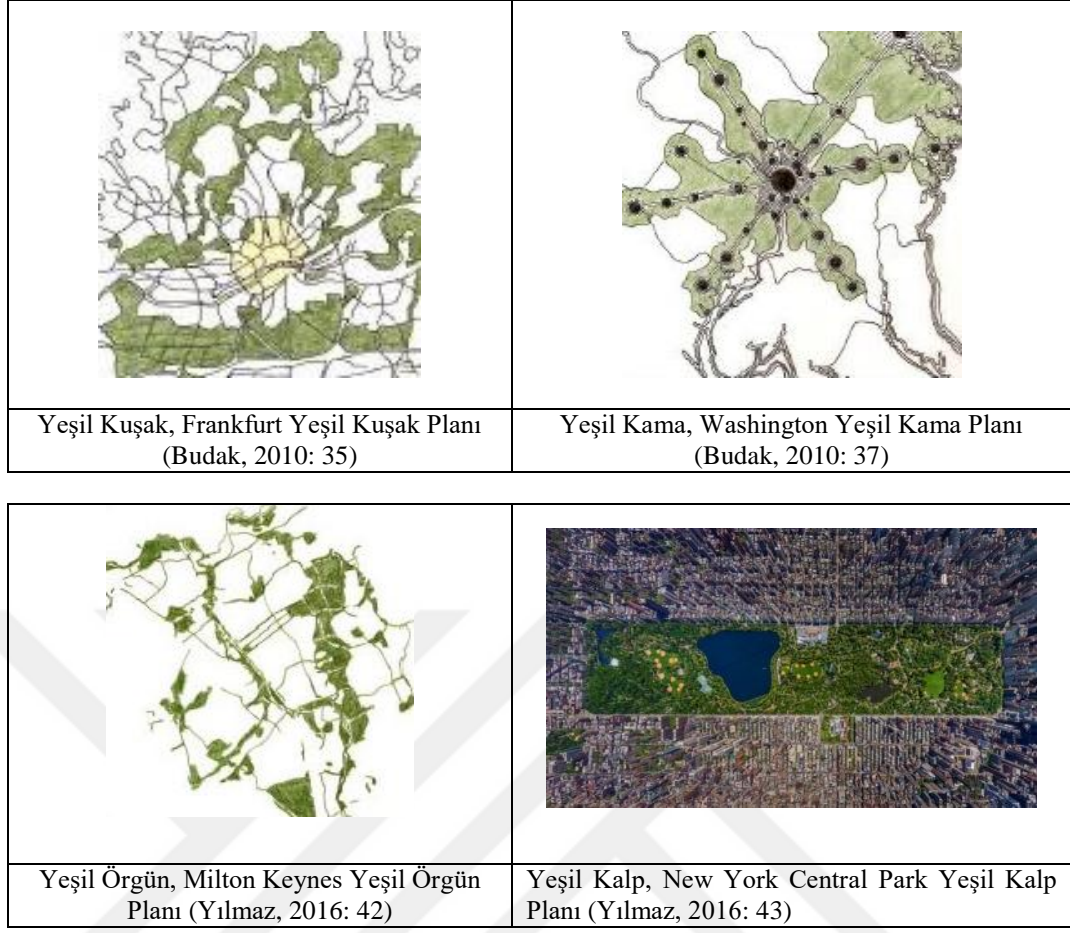 Yeşil Kuşak, Frankfurt Yeşil Kuşak Planı
(Budak, 2010: 35)
Yeşil Kama, Washington Yeşil Kama Planı
(Budak, 2010: 37)
Yeşil Örgün, Milton Keynes Yeşil Örgün
Planı (Yılmaz, 2016: 42)
Yeşil Kalp, New York Central Park Yeşil Kalp
Planı (Yılmaz, 2016: 43)